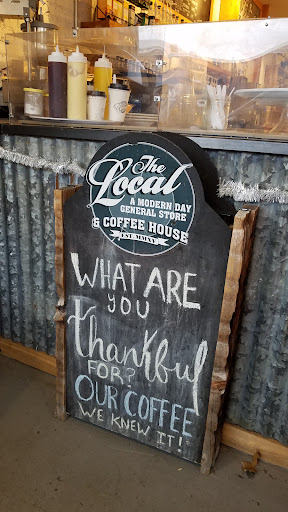 The
Local
A MODERN DAY
GENERAL STORE
& COFFEE HOUSE
WHAT ARE
YOU
thankful
FOR?
OUR COFFEE
WE KNEW IT!